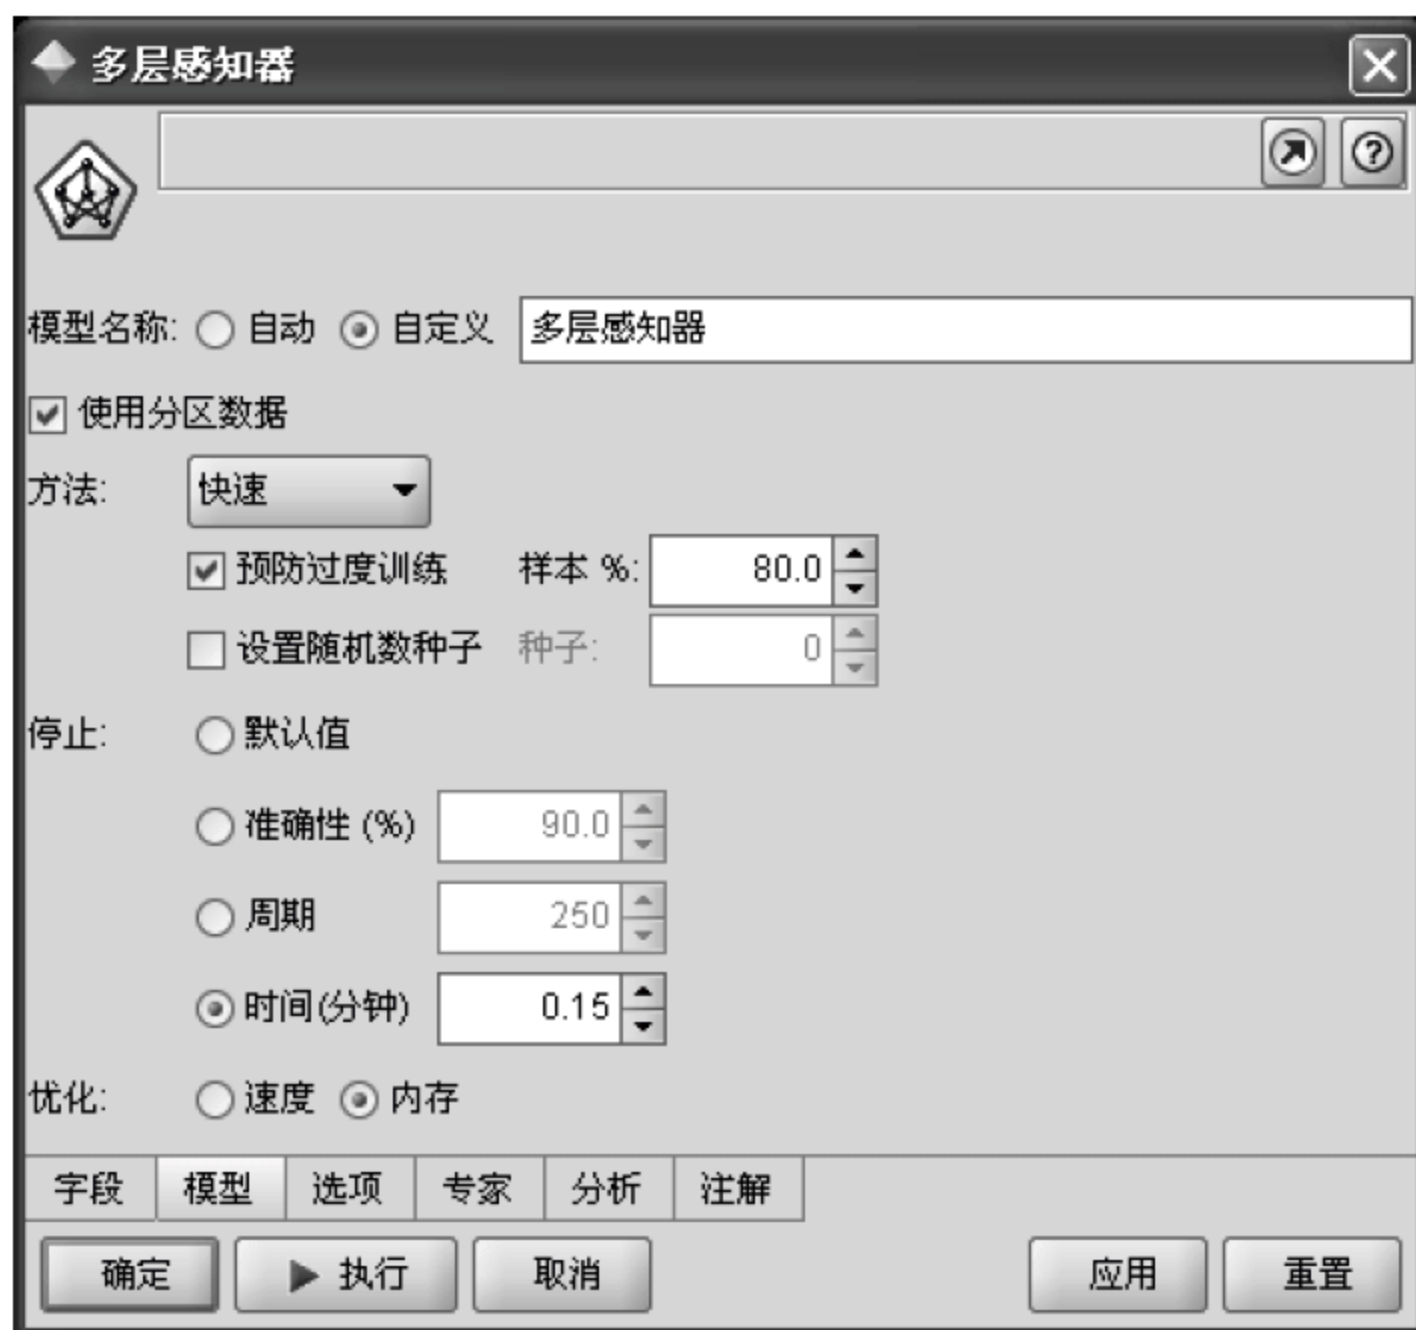 多层感知器
模型名称: 自动 自定义 多层感知器
使用分区数据
方法: 快速
预防过度训练 样本 %: 80.0
设置随机数种子 种子: 0
停止: 默认值
准确性 (%) 90.0
周期 250
时间(分钟) 0.15
优化: 速度 内存
字段 模型 选项 专家 分析 注解
确定 执行 取消 应用 重置